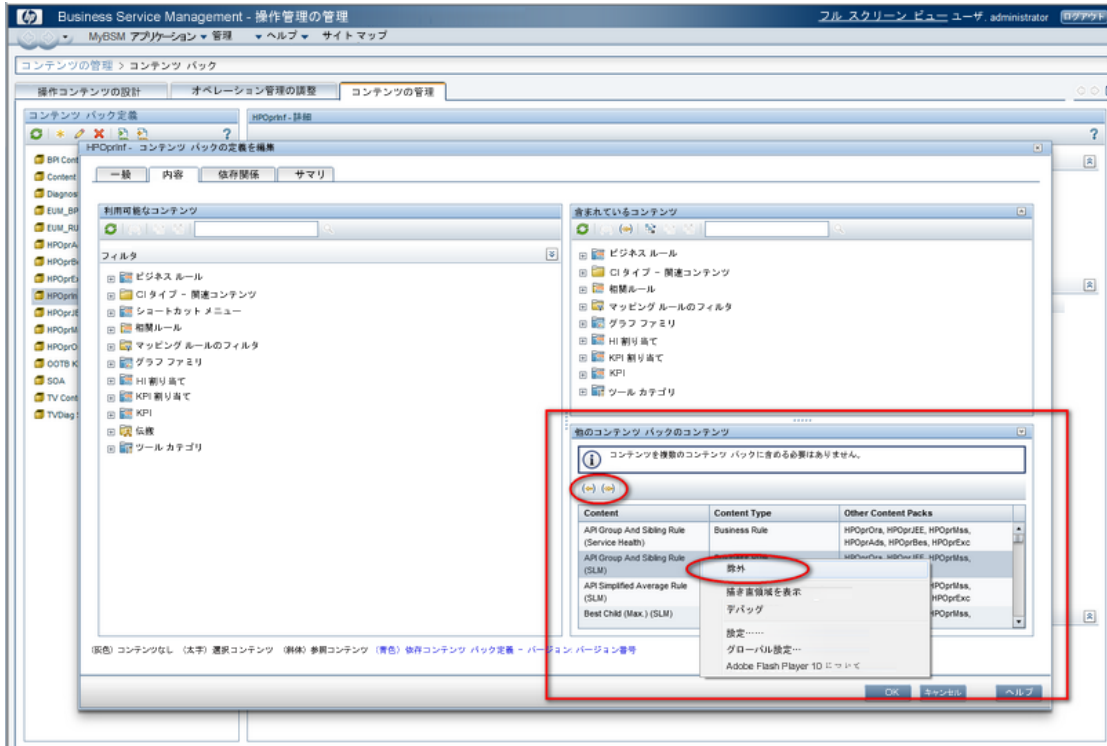 hp Business Service Management - 操作管理の管理
フル スクリーン ビュー ユーザ. administrator ログアウト
MyBSM アプリケーション 管理 ヘルプ サイト マップ
コンテンツの管理 > コンテンツ パック
操作コンテンツの設計 オペレーション管理の調整 コンテンツの管理
コンテンツ パック定義
HPOprInf - 詳細
BPI Cont
Content
Diagnos
EUM_BP
EUM_RU
HPOprA
HPOprBe
HPOprE
HPOprIn
HPOprJE
HPOprM
HPOprO
OOTB K
SOA
TV Cont
TVDiag
HPOprInf - コンテンツ パックの定義を編集
一般 内容 依存関係 サマリ
利用可能なコンテンツ
フィルタ
ビジネス ルール
CI タイプ - 関連コンテンツ
ショートカット メニュー
相関ルール
マッピング ルールのフィルタ
グラフ ファミリ
HI 割り当て
KPI 割り当て
KPI
伝搬
ツール カテゴリ
含まれているコンテンツ
ビジネス ルール
CI タイプ - 関連コンテンツ
相関ルール
マッピング ルールのフィルタ
グラフ ファミリ
HI 割り当て
KPI 割り当て
KPI
ツール カテゴリ
他のコンテンツ パックのコンテンツ
コンテンツを複数のコンテンツ パックに含める必要はありません。
Content Content Type Other Content Packs
API Group And Sibling Rule (Service Health) Business Rule HPOprOra, HPOprJEE, HPOprMss, HPOprAds, HPOprBes, HPOprExc
API Group And Sibling Rule (SLM) Business Rule HPOprOra, HPOprJEE, HPOprMss,
API Simplified Average Rule (SLM) HPOprMss, HPOprExc
Best Child (Max.) (SLM) HPOprMss,
除外
描き直領域を表示
デバッグ
設定……
グローバル設定…
Adobe Flash Player 10 について
(灰色) コンテンツなし (太字) 選択コンテンツ (斜体) 参照コンテンツ (青色) 依存コンテンツ パック定義 - バージョン: バージョン番号
OK キャンセル ヘルプ